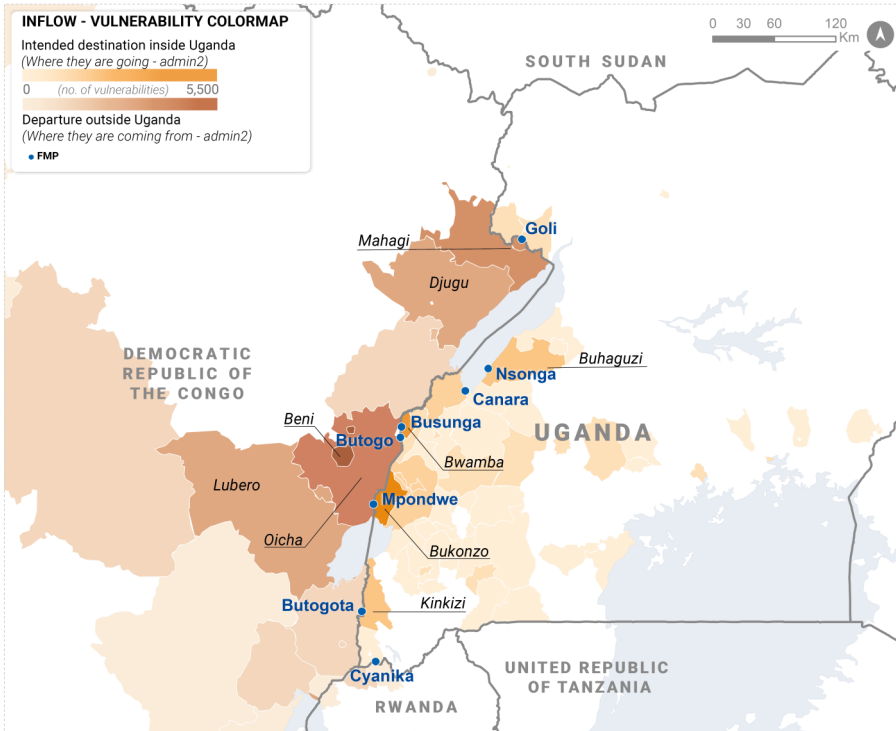 INFLOW - VULNERABILITY COLORMAP
Intended destination inside Uganda
(Where they are going - admin2)
0 (no. of vulnerabilities) 5,500
Departure outside Uganda
(Where they are coming from - admin2)
FMP
0 30 60 120
Km
SOUTH SUDAN
Goli
Mahagi
Djugu
DEMOCRATIC
REPUBLIC OF
THE CONGO
Buhaguzi
Nsonga
Canara
Beni
Busunga
Butogo
UGANDA
Bwamba
Lubero
Mpondwe
Oicha
Bukonzo
Butogota
Kinkizi
Cyanika
UNITED REPUBLIC
OF TANZANIA
RWANDA